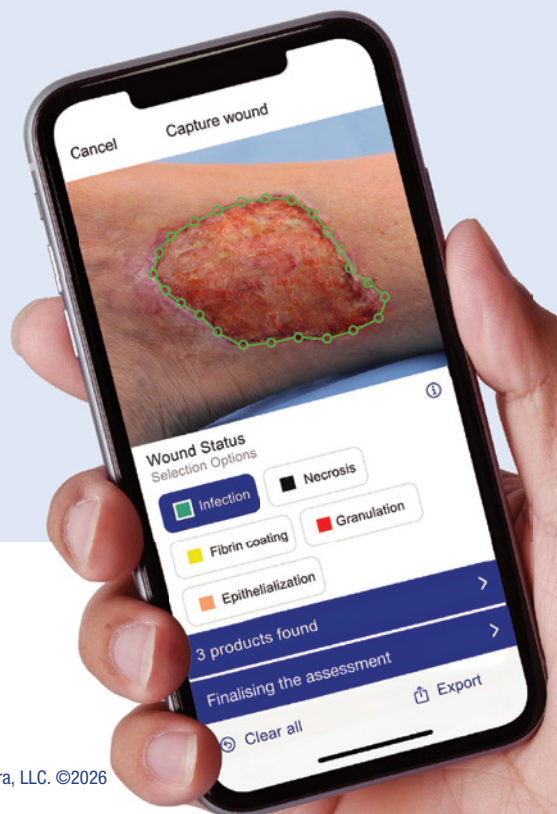 Cancel Capture wound
Wound Status
Selection Options
Infection Necrosis
Fibrin coating Granulation
Epithelialization
3 products found
Finalising the assessment
Clear all Export
LLC. ©2026